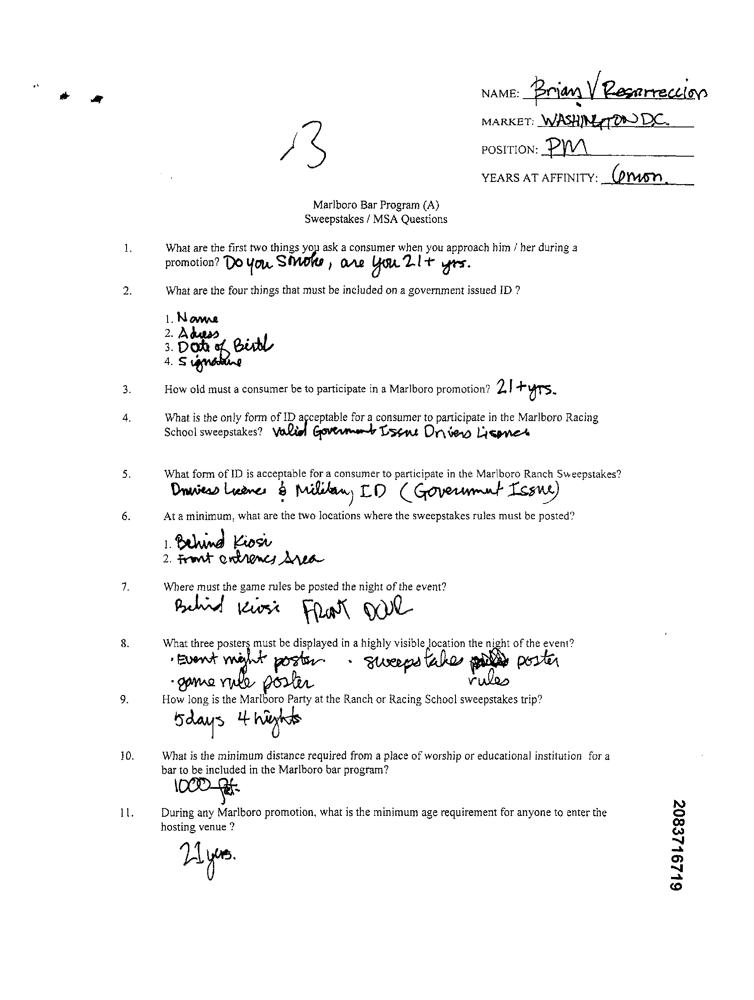 NAME: Brian V Resurreccion
MARKET: WASHINGTON DC.
POSITION: PM
YEARS AT AFFINITY: 6mon.
13
Marlboro Bar Program (A)
Sweepstakes / MSA Questions
1. What are the first two things you ask a consumer when you approach him / her during a
promotion? Do you Smoke, are you 21+ yrs.
2. What are the four things that must be included on a government issued ID ?
1. Name
2. Adress
3. Date of Birth
4. Signature
3. How old must a consumer be to participate in a Marlboro promotion? 21+yrs.
4. What is the only form of ID acceptable for a consumer to participate in the Marlboro Racing
School sweepstakes? Valid Government Issue Drivers
5. What form of ID is acceptable for a consumer to participate in the Marlboro Ranch Sweepstakes?
& Military ID (Government Issue)
6. At a minimum, what are the two locations where the sweepstakes rules must be posted?
1. Behind Kiosi
2. Front Area
7. Where must the game rules be posted the night of the event?
Behind Kiosi Front
8. What three posters must be displayed in a highly visible location the night of the event?
· Event night poster · sweepstakes poster
· game rule poster rules
9. How long is the Marlboro Party at the Ranch or Racing School sweepstakes trip?
5days 4 nights
10. What is the minimum distance required from a place of worship or educational institution for a
bar to be included in the Marlboro bar program?
1000 ft.
11. During any Marlboro promotion, what is the minimum age requirement for anyone to enter the
hosting venue ?
21 yrs.
2083716719